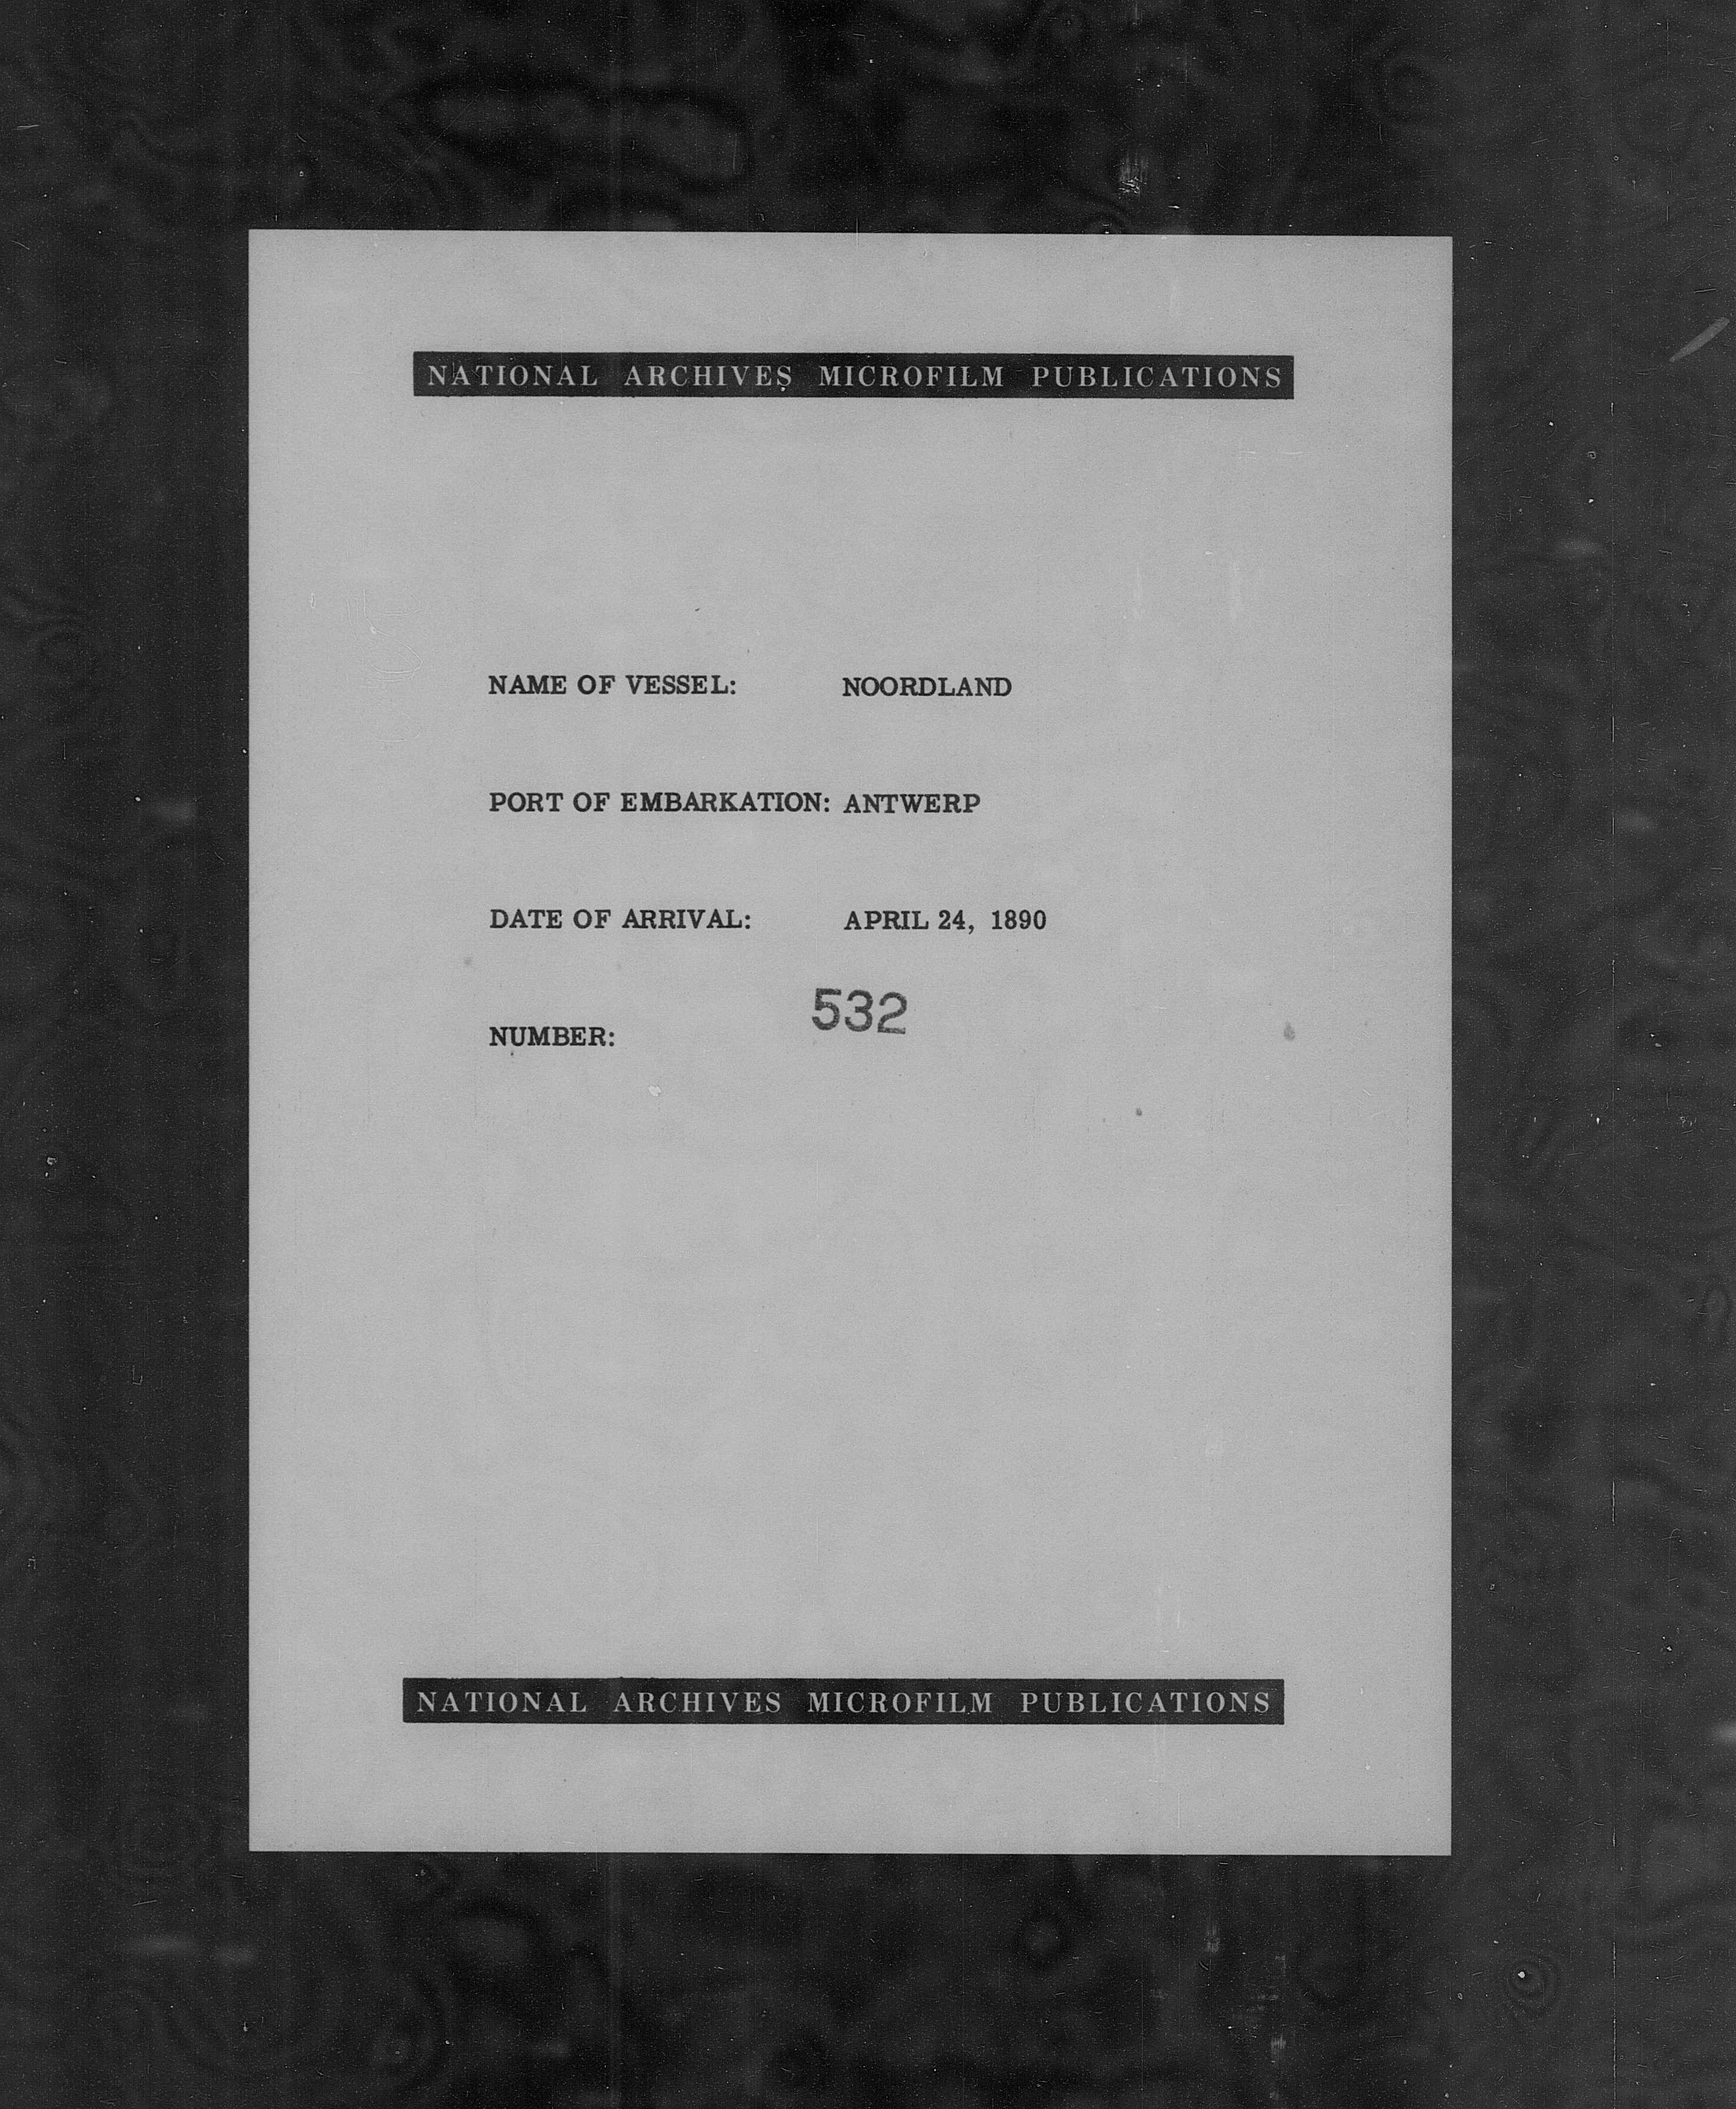 NATIONAL ARCHIVES MICROFILM PUBLICATIONS
NAME OF VESSEL: NOORDLAND
PORT OF EMBARKATION: ANTWERP
DATE OF ARRIVAL: APRIL 24, 1890
NUMBER: 532
NATIONAL ARCHIVES MICROFILM PUBLICATIONS